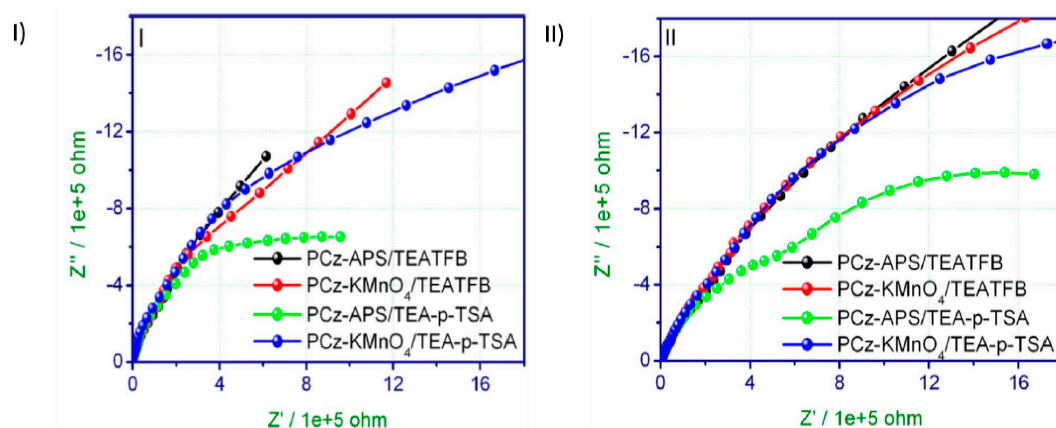 I)
I
-16
-12
-8
-4
0
Z'' / 1e+5 ohm
PCz-APS/TEATFB
PCz-KMnO₄/TEATFB
PCz-APS/TEA-p-TSA
PCz-KMnO₄/TEA-p-TSA
0 4 8 12 16
Z' / 1e+5 ohm
II)
II
-16
-12
-8
-4
0
Z'' / 1e+5 ohm
PCz-APS/TEATFB
PCz-KMnO₄/TEATFB
PCz-APS/TEA-p-TSA
PCz-KMnO₄/TEA-p-TSA
0 4 8 12 16
Z' / 1e+5 ohm